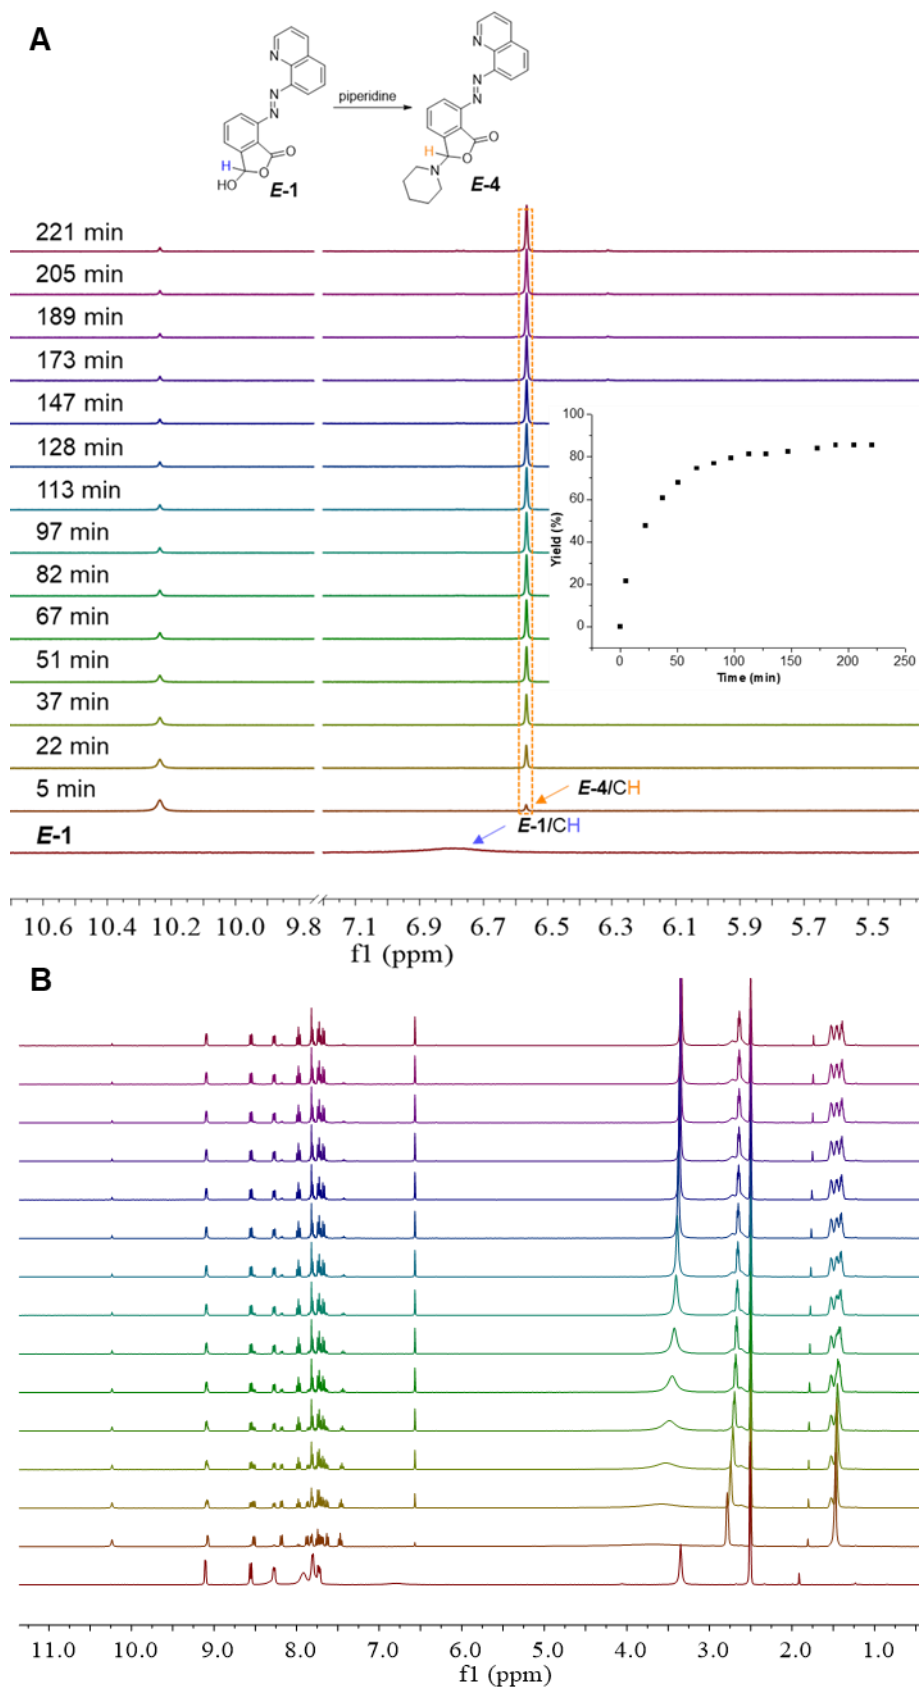 A
N
N
N
O
O
H
HO
E-1
piperidine
N
N
N
O
O
H
N
E-4
221 min
205 min
189 min
173 min
147 min
128 min
113 min
97 min
82 min
67 min
51 min
37 min
22 min
5 min
E-1
E-4/CH
E-1/CH
Yield (%)
100
80
60
40
20
0
0 50 100 150 200 250
Time (min)
10.6 10.4 10.2 10.0 9.8 7.1 6.9 6.7 6.5 6.3 6.1 5.9 5.7 5.5
f1 (ppm)
B
11.0 10.0 9.0 8.0 7.0 6.0 5.0 4.0 3.0 2.0 1.0
f1 (ppm)